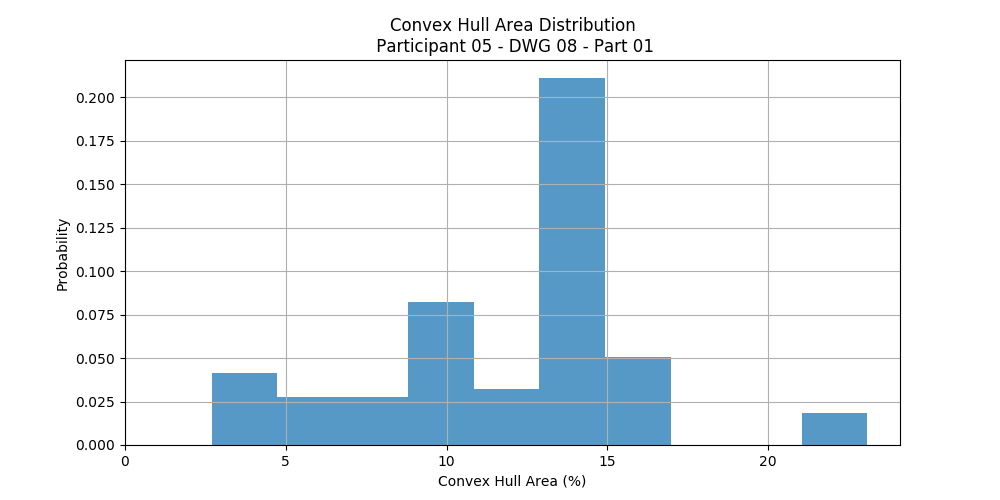 Convex Hull Area Distribution
Participant 05 - DWG 08 - Part 01
0.200
0.175
0.150
0.125
0.100
0.075
0.050
0.025
0.000
Probability
0 5 10 15 20
Convex Hull Area (%)